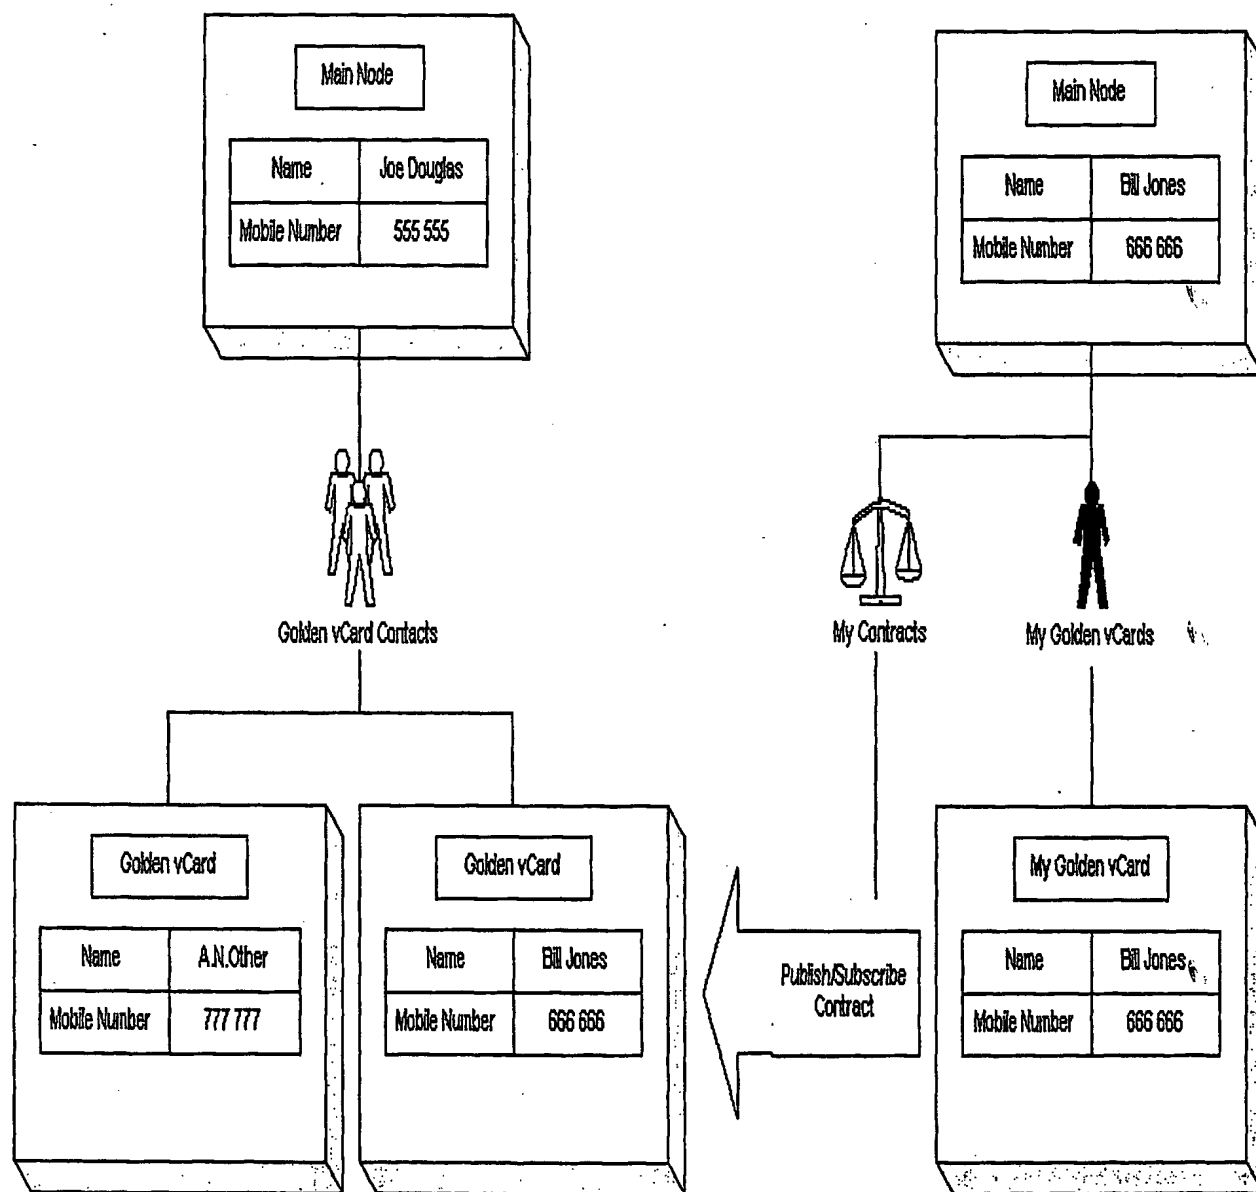 Main Node
Name Joe Douglas
Mobile Number 555 555
Main Node
Name Bill Jones
Mobile Number 666 666
Golden vCard Contacts
My Contracts
My Golden vCards
Golden vCard
Name A.N.Other
Mobile Number 777 777
Golden vCard
Name Bill Jones
Mobile Number 666 666
Publish/Subscribe
Contract
My Golden vCard
Name Bill Jones
Mobile Number 666 666